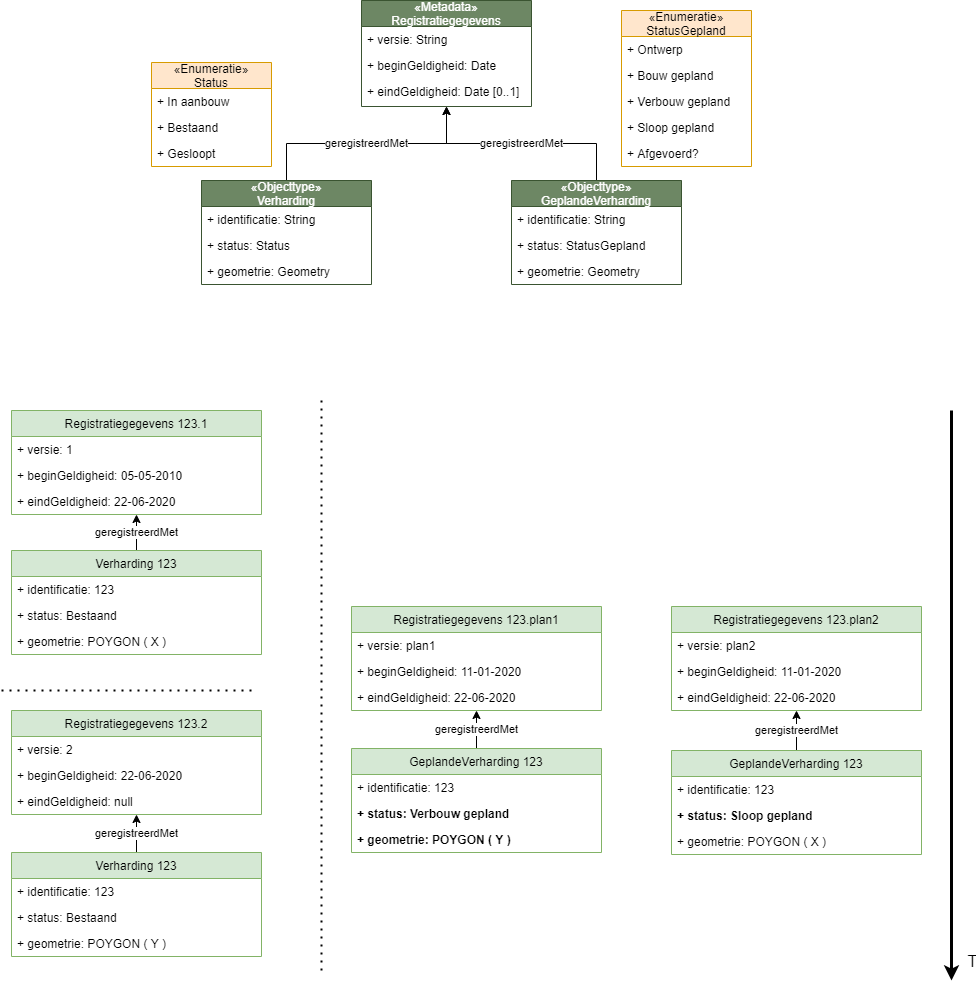 «Metadata»
Registratiegegevens
+ versie: String
+ beginGeldigheid: Date
+ eindGeldigheid: Date [0..1]
«Enumeratie»
StatusGepland
+ Ontwerp
+ Bouw gepland
+ Verbouw gepland
+ Sloop gepland
+ Afgevoerd?
«Enumeratie»
Status
+ In aanbouw
+ Bestaand
+ Gesloopt
geregistreerdMet
geregistreerdMet
«Objecttype»
Verharding
+ identificatie: String
+ status: Status
+ geometrie: Geometry
«Objecttype»
GeplandeVerharding
+ identificatie: String
+ status: StatusGepland
+ geometrie: Geometry
Registratiegegevens 123.1
+ versie: 1
+ beginGeldigheid: 05-05-2010
+ eindGeldigheid: 22-06-2020
geregistreerdMet
Verharding 123
+ identificatie: 123
+ status: Bestaand
+ geometrie: POYGON ( X )
Registratiegegevens 123.2
+ versie: 2
+ beginGeldigheid: 22-06-2020
+ eindGeldigheid: null
geregistreerdMet
Verharding 123
+ identificatie: 123
+ status: Bestaand
+ geometrie: POYGON ( Y )
Registratiegegevens 123.plan1
+ versie: plan1
+ beginGeldigheid: 11-01-2020
+ eindGeldigheid: 22-06-2020
geregistreerdMet
GeplandeVerharding 123
+ identificatie: 123
+ status: Verbouw gepland
+ geometrie: POYGON ( Y )
Registratiegegevens 123.plan2
+ versie: plan2
+ beginGeldigheid: 11-01-2020
+ eindGeldigheid: 22-06-2020
geregistreerdMet
GeplandeVerharding 123
+ identificatie: 123
+ status: Sloop gepland
+ geometrie: POYGON ( X )
T